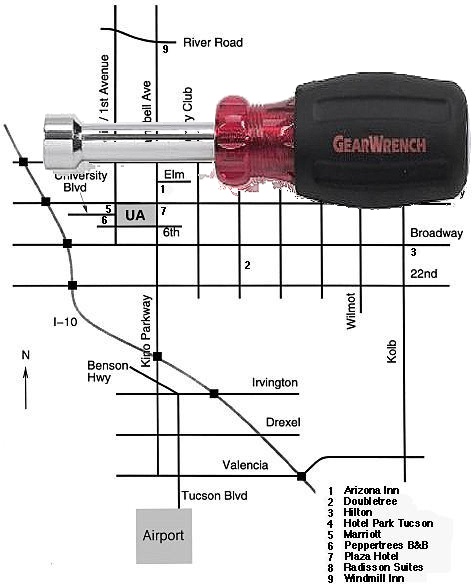 River Road
9
/ 1st Avenue
bell Ave
y Club
GEARWRENCH
Elm
1
University
Blvd
5
UA
7
6
6th
Broadway
3
2
22nd
I-10
Kino Parkway
Wilmot
Kolb
N
Benson
Hwy
Irvington
Drexel
Valencia
Tucson Blvd
Airport
1 Arizona Inn
2 Doubletree
3 Hilton
4 Hotel Park Tucson
5 Marriott
6 Peppertrees B&B
7 Plaza Hotel
8 Radisson Suites
9 Windmill Inn